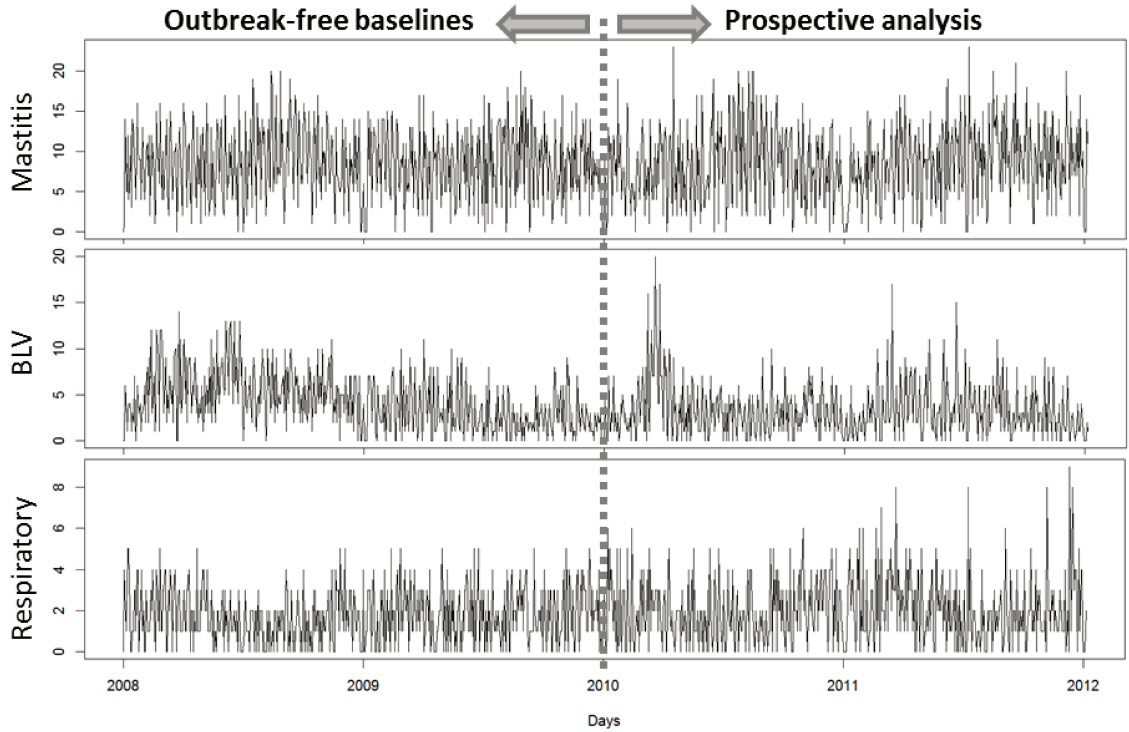 Outbreak-free baselines Prospective analysis
Mastitis
0 5 10 15 20
BLV
0 5 10 15 20
Respiratory
0 2 4 6 8
2008 2009 2010 2011 2012
Days